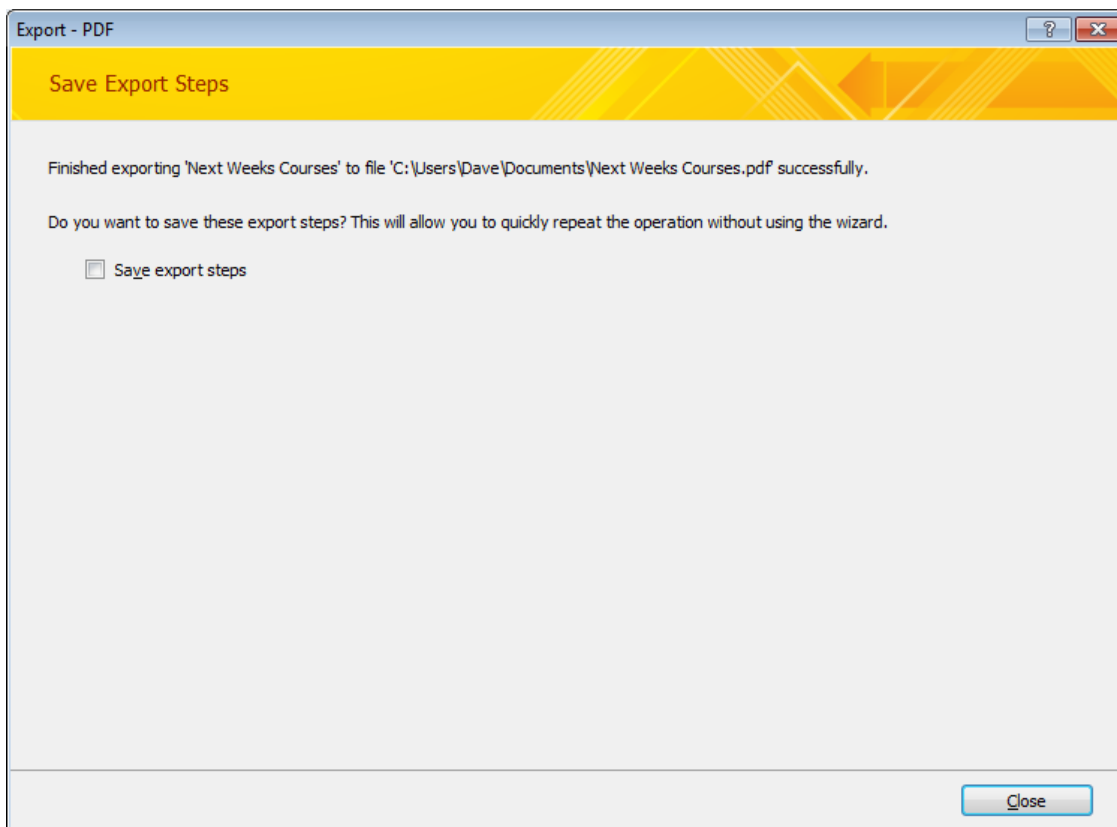 Export - PDF
Save Export Steps
Finished exporting 'Next Weeks Courses' to file 'C:\Users\Dave\Documents\Next Weeks Courses.pdf' successfully.
Do you want to save these export steps? This will allow you to quickly repeat the operation without using the wizard.
Save export steps
Close